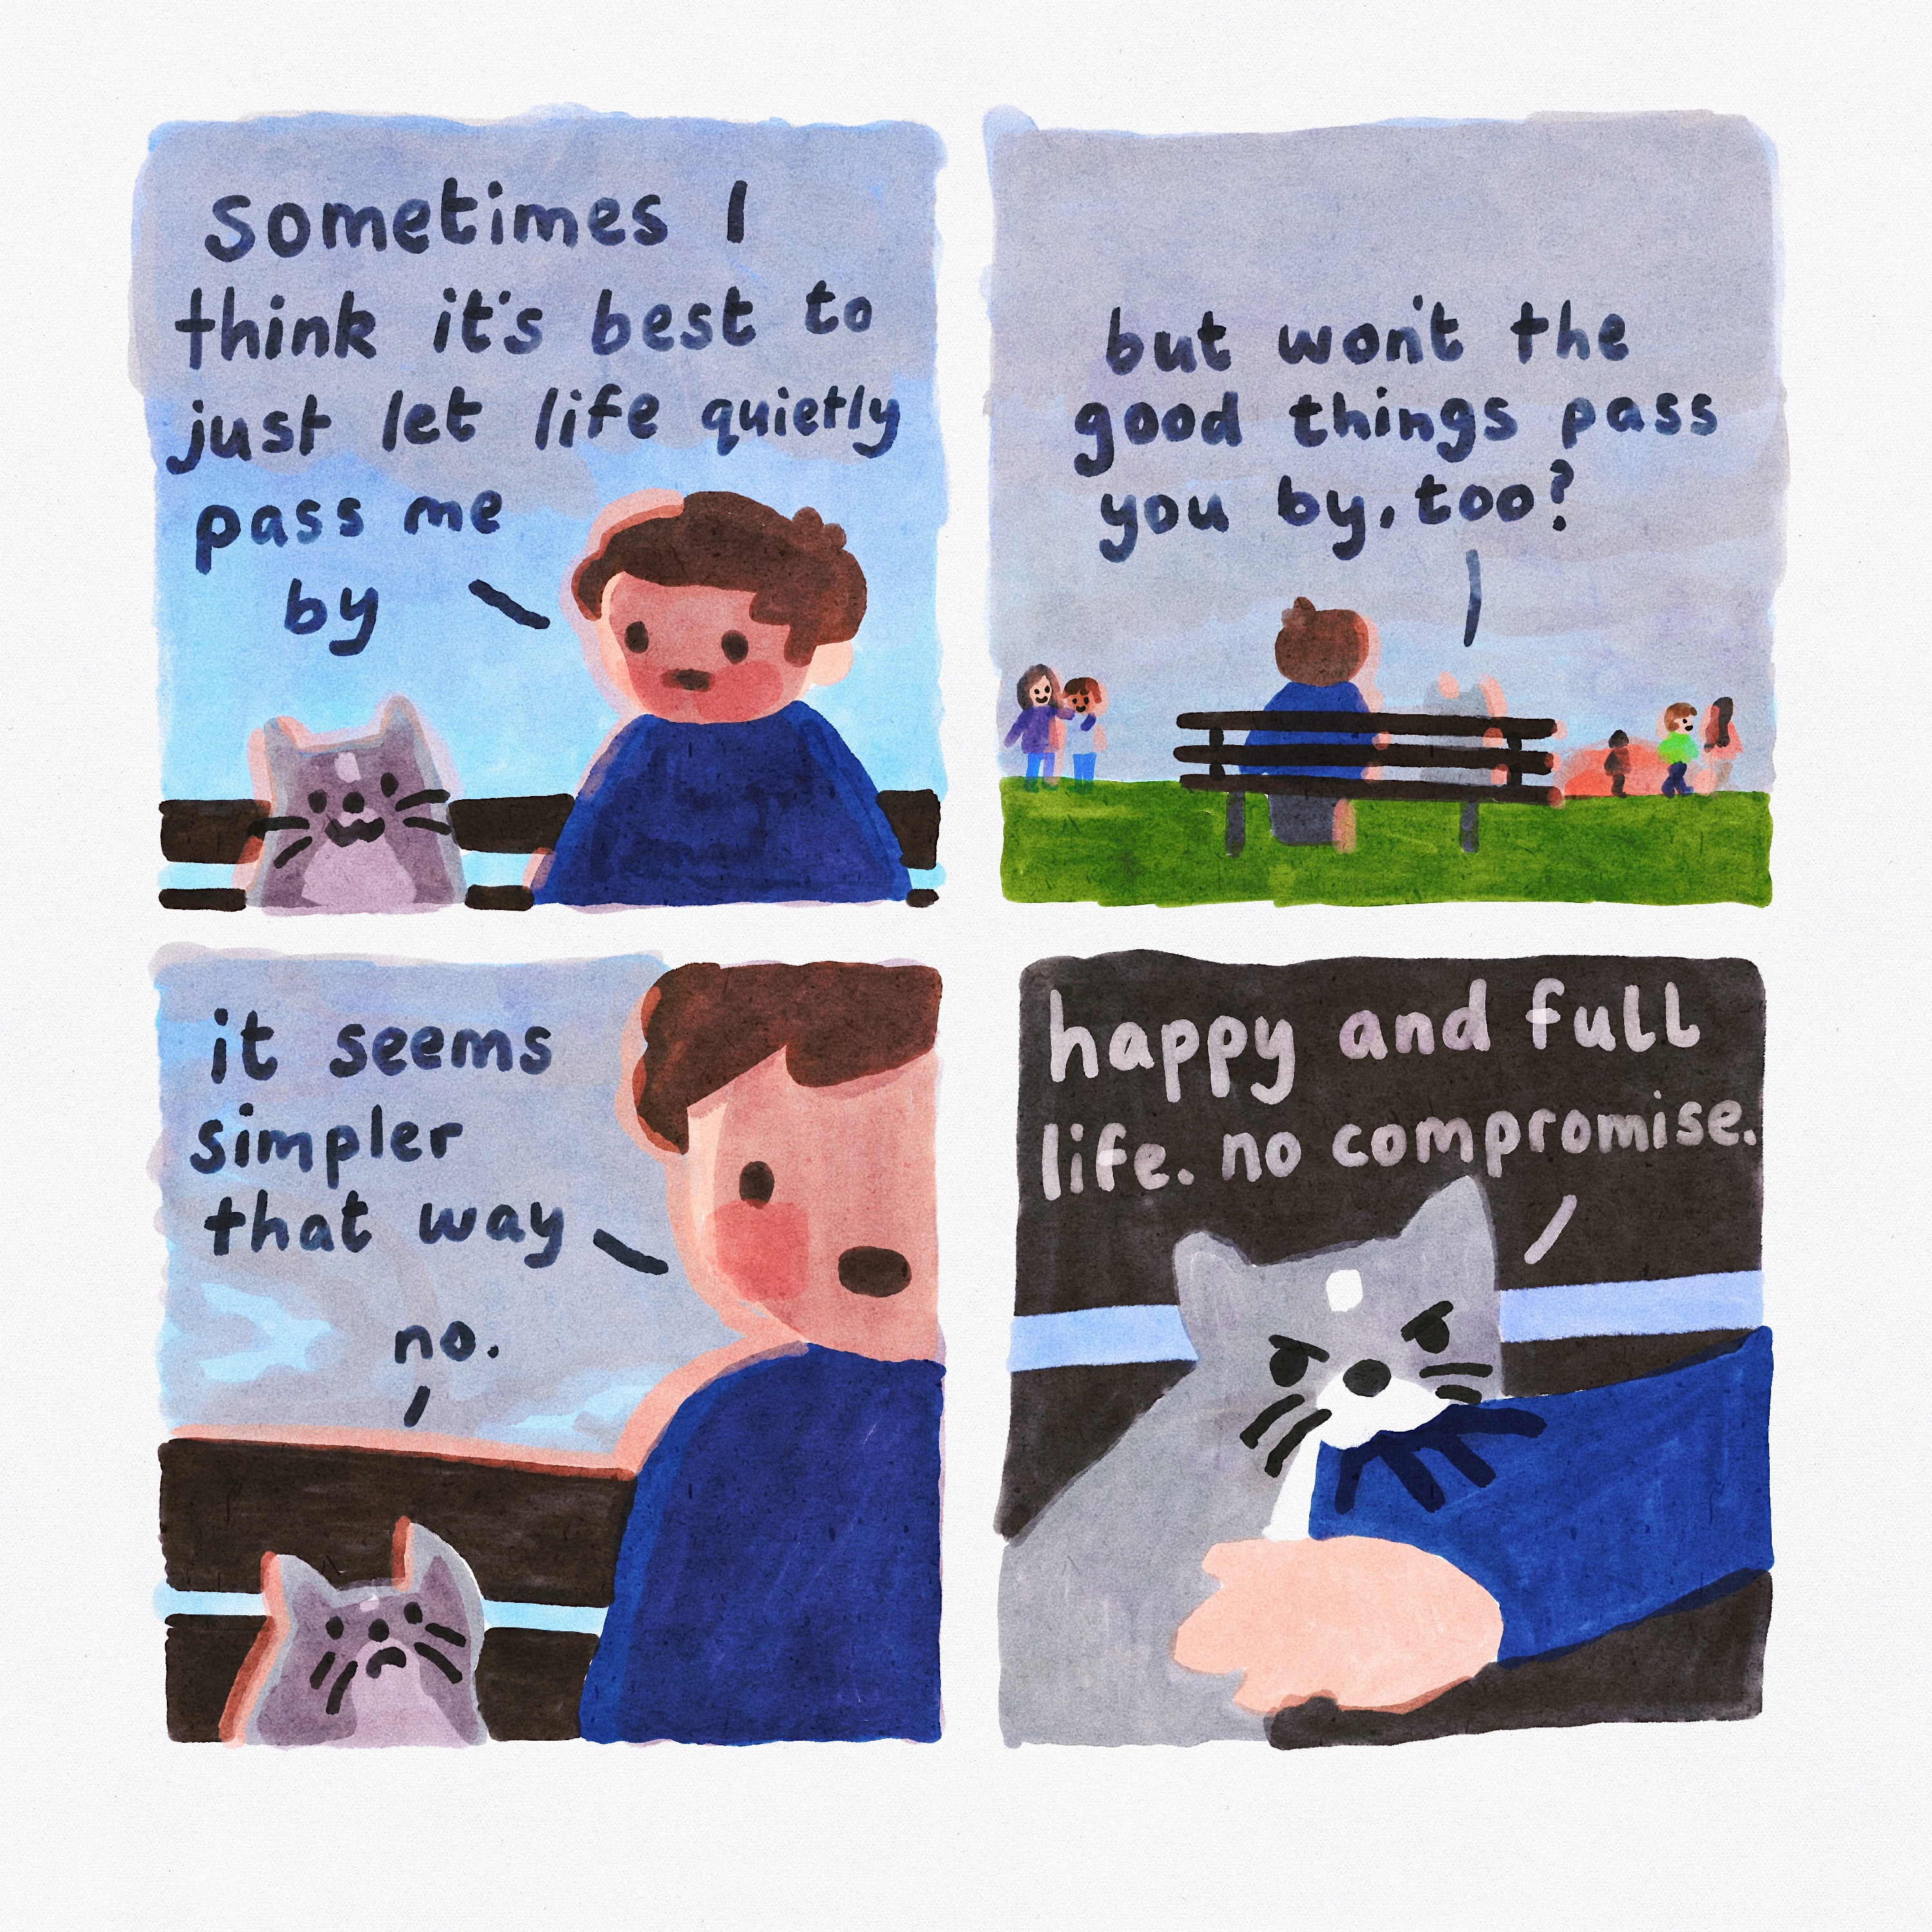 sometimes I
think it's best to
just let life quietly
pass me
by
but won't the
good things pass
you by, too?
it seems
simpler
that way
no.
happy and full
life. no compromise.